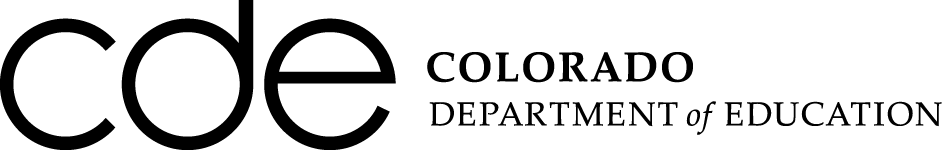 cde
COLORADO
DEPARTMENT of EDUCATION